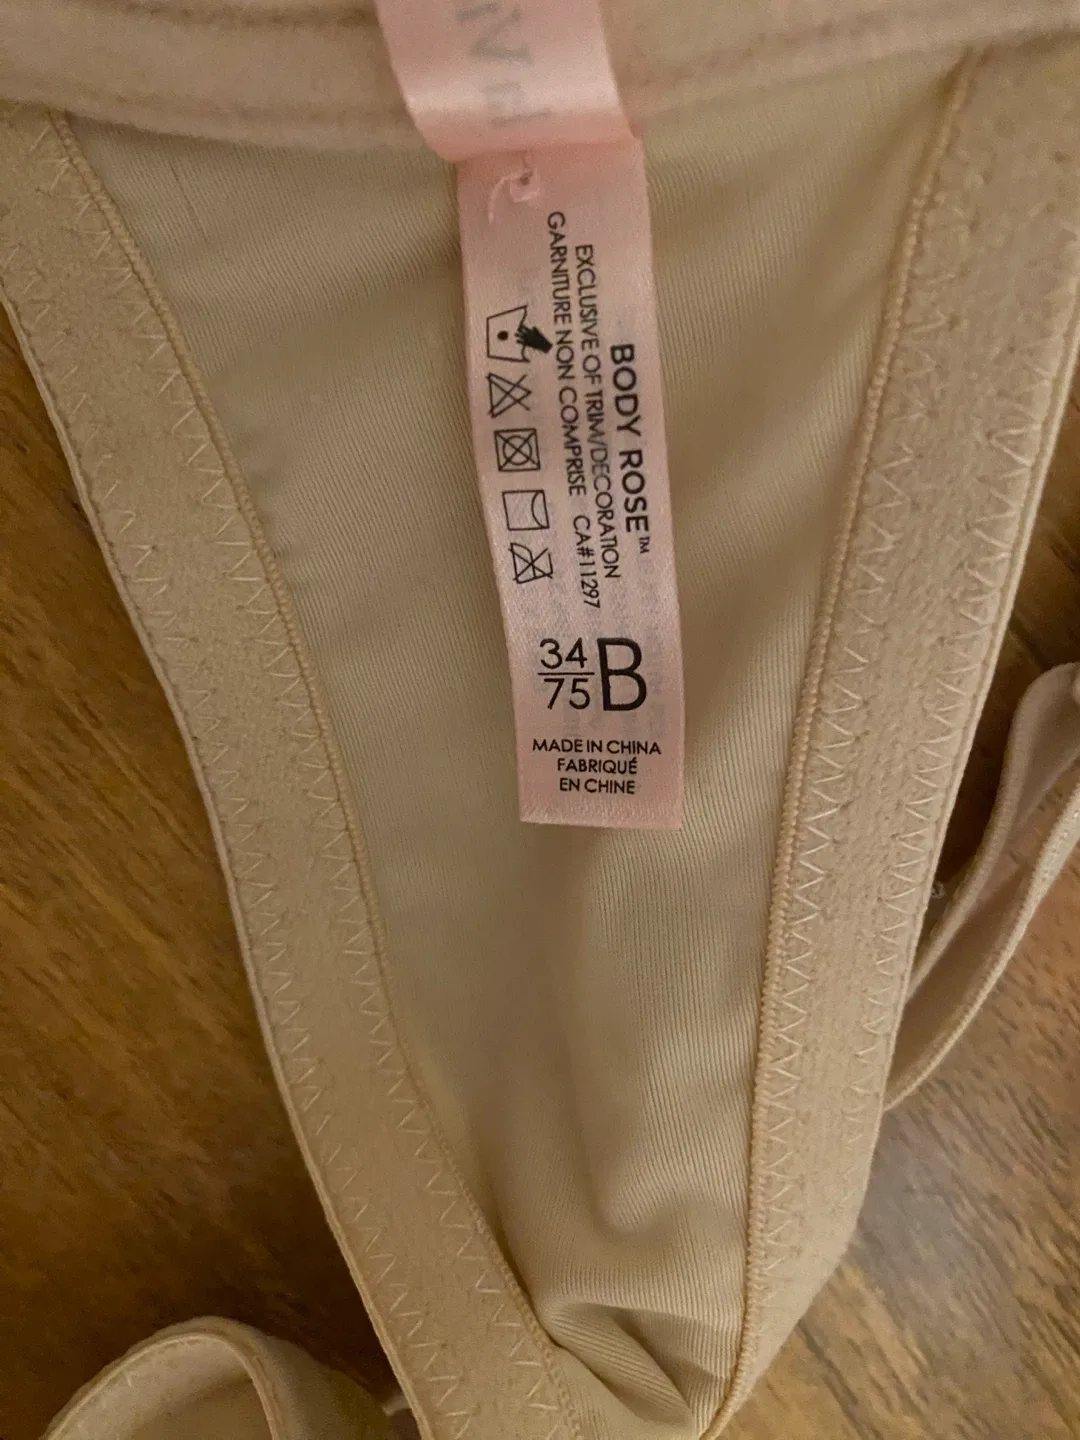 BODY ROSE™
EXCLUSIVE OF TRIM/DECORATION
GARNITURE NON COMPRISE CA#11297
34
75 B
MADE IN CHINA
FABRIQUÉ
EN CHINE